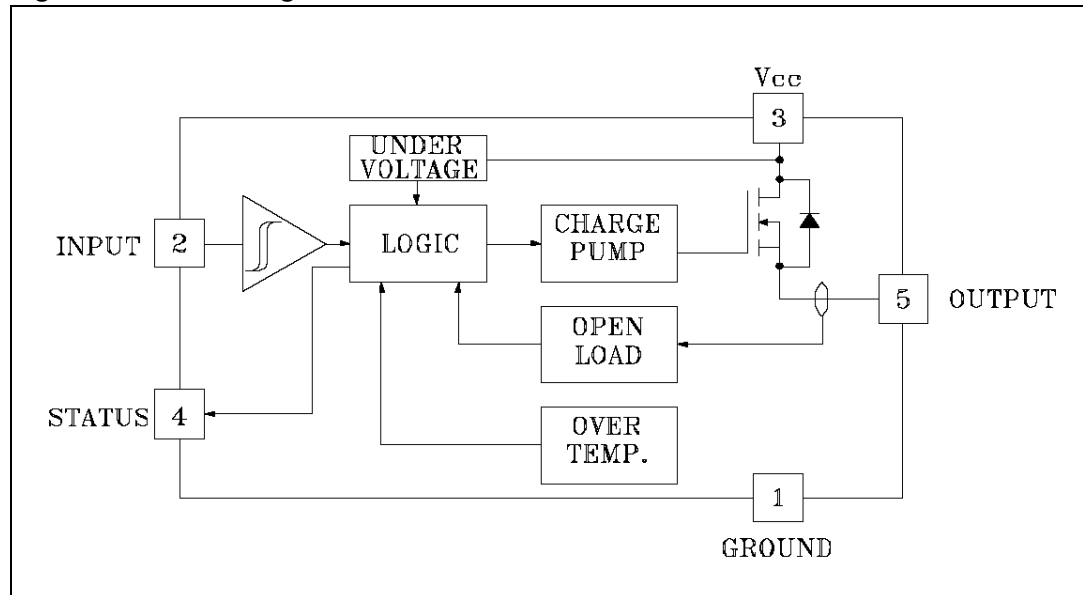 Vcc
3
UNDER
VOLTAGE
INPUT
2
LOGIC
CHARGE
PUMP
5
OUTPUT
OPEN
LOAD
STATUS
4
OVER
TEMP.
1
GROUND